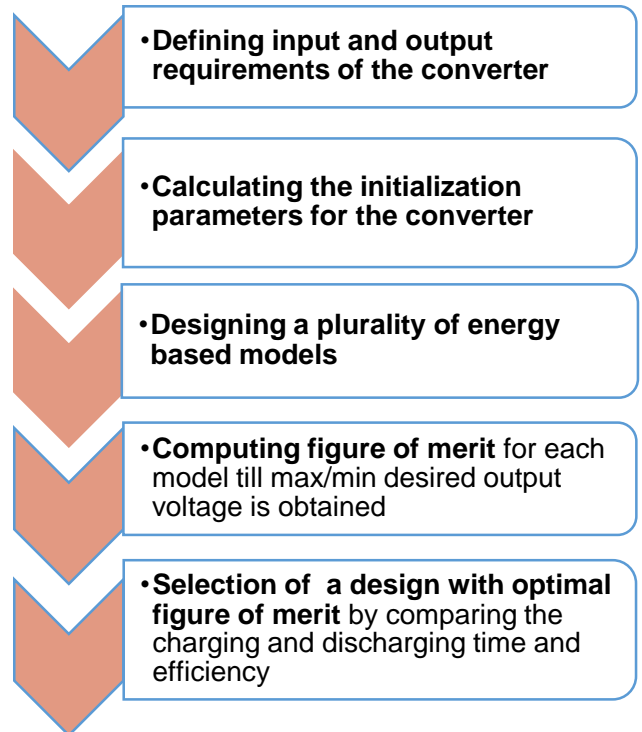 •Defining input and output
requirements of the converter
•Calculating the initialization
parameters for the converter
•Designing a plurality of energy
based models
•Computing figure of merit for each
model till max/min desired output
voltage is obtained
•Selection of a design with optimal
figure of merit by comparing the
charging and discharging time and
efficiency